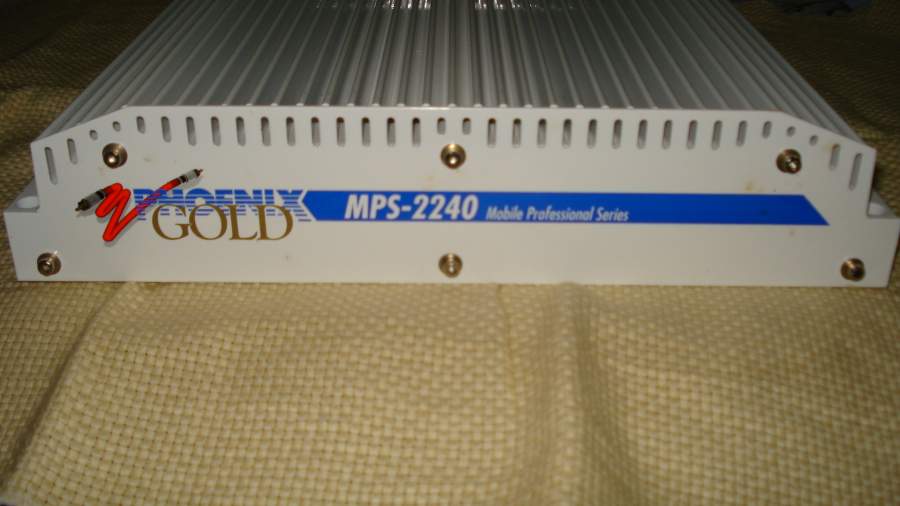 PHOENIX
GOLD
MPS-2240 Mobile Professional Series